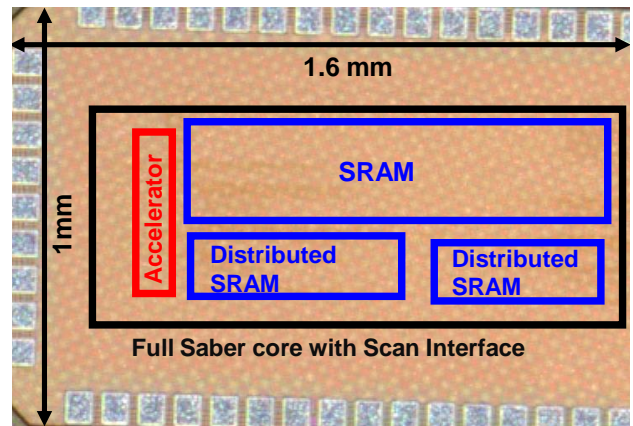 1.6 mm
1mm
Accelerator
SRAM
Distributed
SRAM
Distributed
SRAM
Full Saber core with Scan Interface